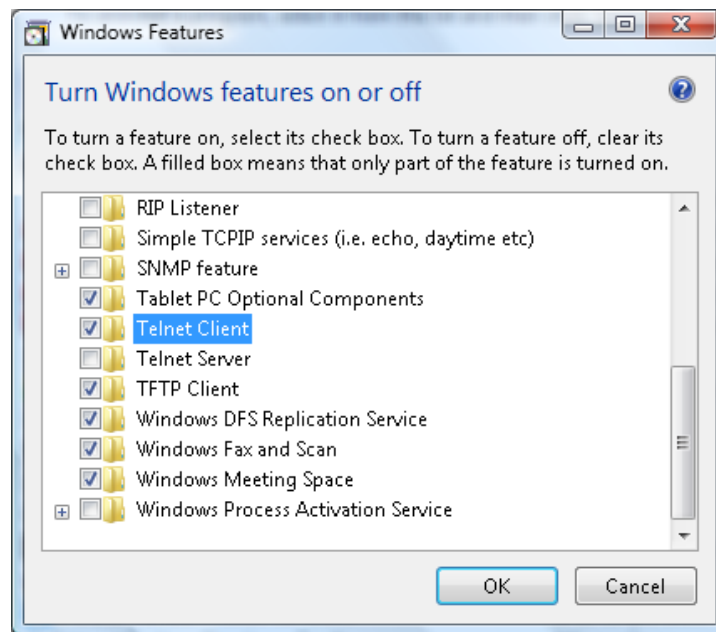 Windows Features
Turn Windows features on or off
To turn a feature on, select its check box. To turn a feature off, clear its
check box. A filled box means that only part of the feature is turned on.
RIP Listener
Simple TCPIP services (i.e. echo, daytime etc)
SNMP feature
Tablet PC Optional Components
Telnet Client
Telnet Server
TFTP Client
Windows DFS Replication Service
Windows Fax and Scan
Windows Meeting Space
Windows Process Activation Service
OK Cancel